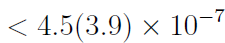 < 4.5(3.9) × 10⁻⁷